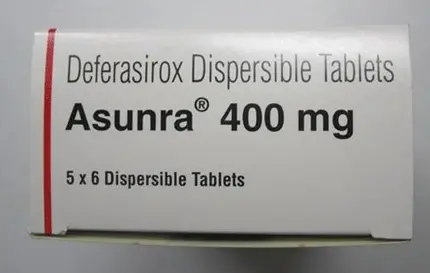 Deferasirox Dispersible Tablets
Asunra® 400 mg
5 x 6 Dispersible Tablets